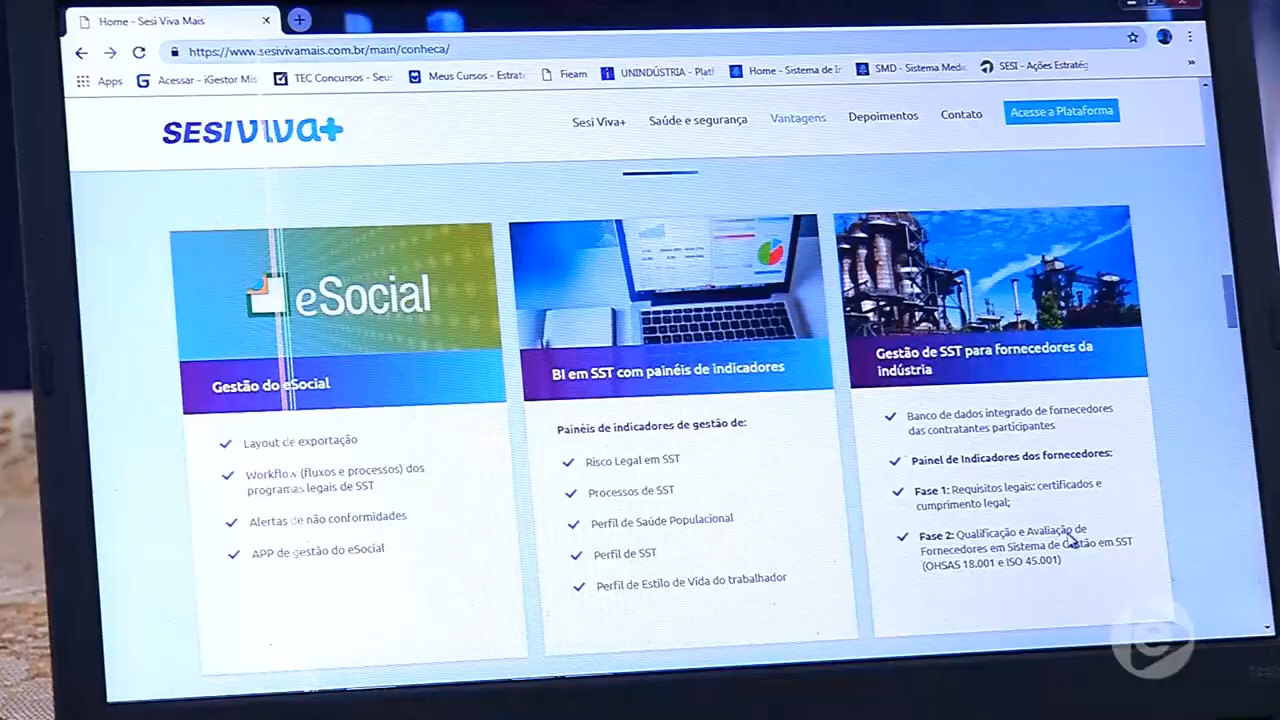 Home - Sesi Viva Mais
https://www.sesivivamais.com.br/main/conheca/
Apps Acessar - iGestor Mis TEC Concursos - Seu Meus Cursos - Estrat Fieam UNINDÚSTRIA - Plat Home - Sistema de Ir SMD - Sistema Medic SESI - Ações Estratég
SESI VIVA+
Sesi Viva+ Saúde e segurança Vantagens Depoimentos Contato Acesse a Plataforma
eSocial
Gestão do eSocial
Layout de exportação
Workflow (fluxos e processos) dos
programas legais de SST
Alertas de não conformidades
APP de gestão do eSocial
BI em SST com painéis de indicadores
Painéis de indicadores de gestão de:
Risco Legal em SST
Processos de SST
Perfil de Saúde Populacional
Perfil de SST
Perfil de Estilo de Vida do trabalhador
Gestão de SST para fornecedores da
indústria
Banco de dados integrado de fornecedores
das contratantes participantes
Painel de Indicadores dos fornecedores:
Fase 1: Requisitos legais: certificados e
cumprimento legal;
Fase 2: Qualificação e Avaliação de
Fornecedores em Sistema de Gestão em SST
(OHSAS 18.001 e ISO 45.001)